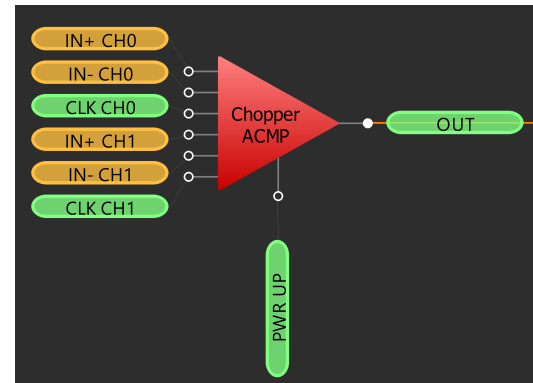 IN+ CH0
IN- CH0
CLK CH0
IN+ CH1
IN- CH1
CLK CH1
Chopper
ACMP
OUT
PWR UP